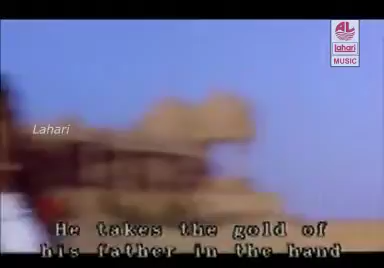 lahari
MUSIC
Lahari
He takes the gold of
his father in the hand